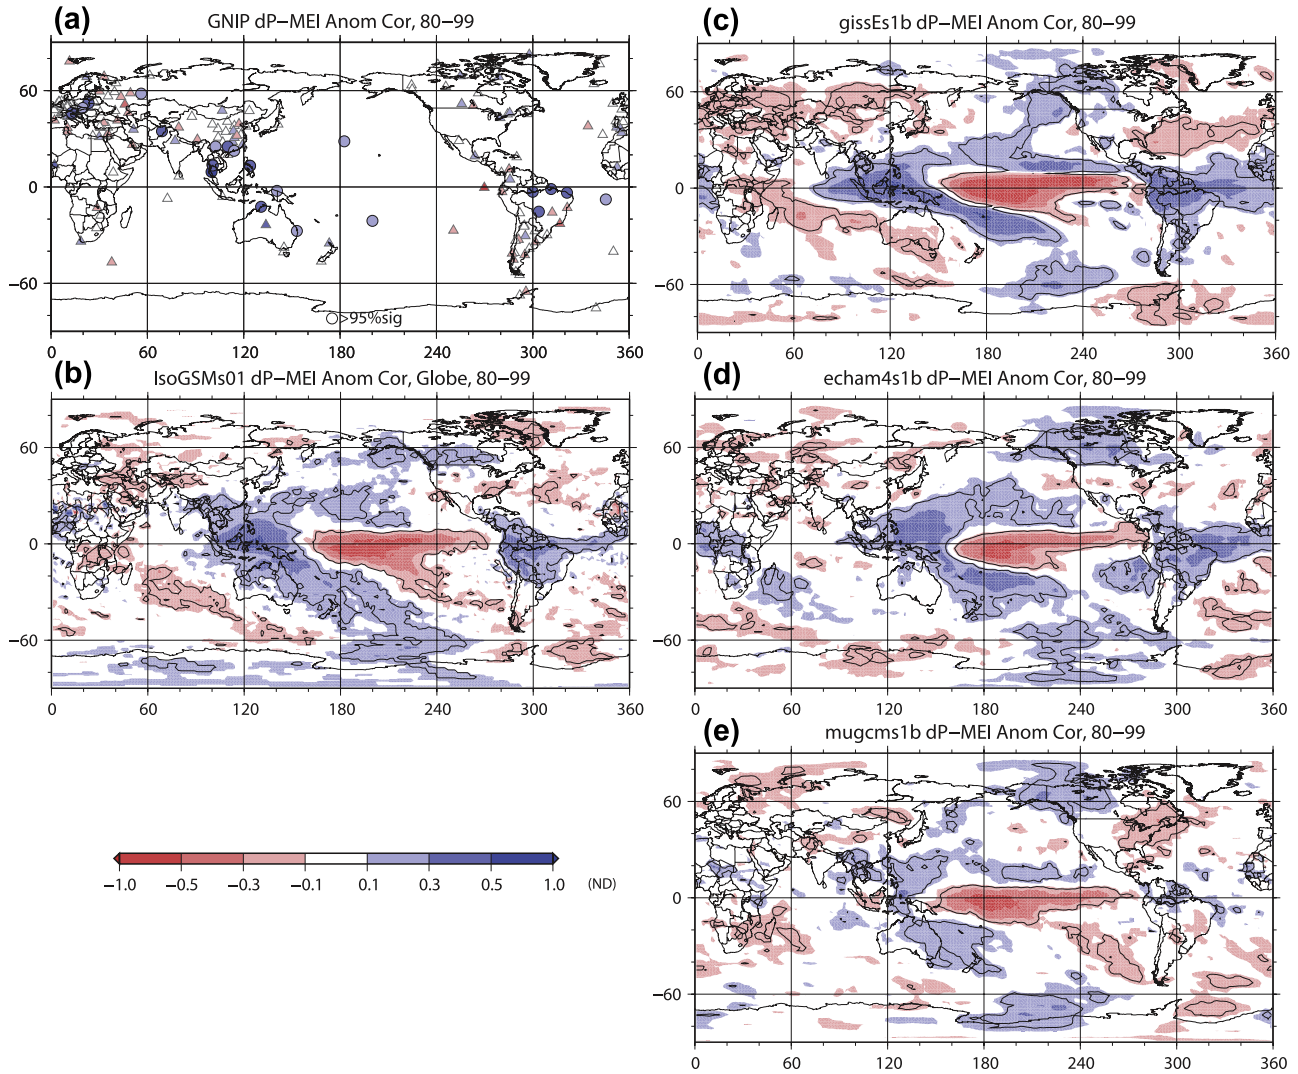 (a)
GNIP dP−MEI Anom Cor, 80−99
60
0
−60
>95%sig
0 60 120 180 240 300 360
(c)
gissEs1b dP−MEI Anom Cor, 80−99
60
0
−60
0 60 120 180 240 300 360
(b)
IsoGSMs01 dP−MEI Anom Cor, Globe, 80−99
60
0
−60
0 60 120 180 240 300 360
(d)
echam4s1b dP−MEI Anom Cor, 80−99
60
0
−60
0 60 120 180 240 300 360
(e)
mugcms1b dP−MEI Anom Cor, 80−99
60
0
−60
0 60 120 180 240 300 360
−1.0 −0.5 −0.3 −0.1 0.1 0.3 0.5 1.0 (ND)